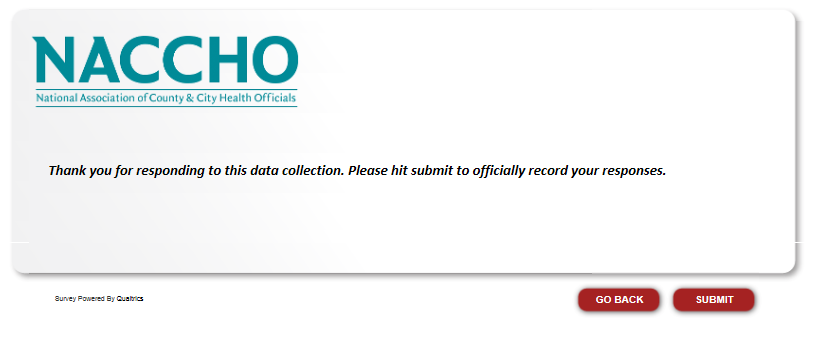 NACCHO
National Association of County & City Health Officials
Thank you for responding to this data collection. Please hit submit to officially record your responses.
Survey Powered By Qualtrics
GO BACK
SUBMIT